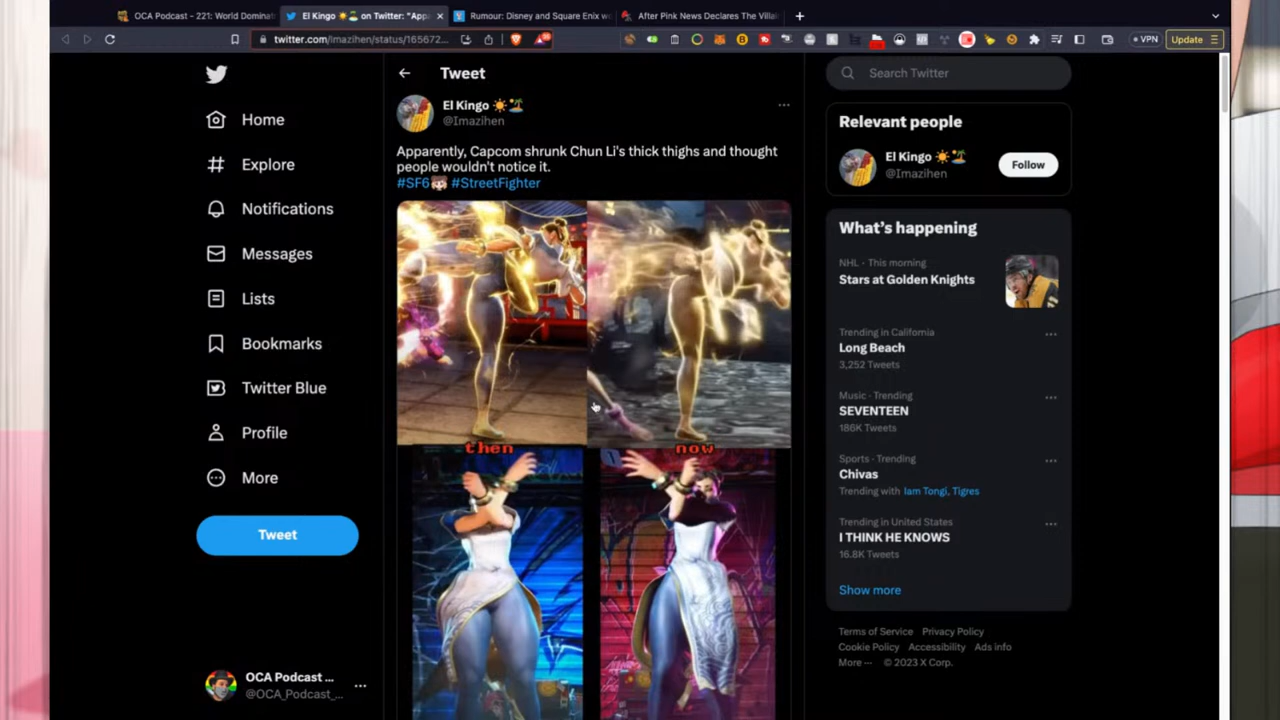 OCA Podcast - 221: World Dominat
El Kingo on Twitter: "Appa
Rumour: Disney and Square Enix wo
After Pink News Declares The Villai
twitter.com/Imazihen/status/165672...
VPN
Update
Home
Explore
Notifications
Messages
Lists
Bookmarks
Twitter Blue
Profile
More
Tweet
OCA Podcast ...
@OCA_Podcast_...
Tweet
El Kingo
@Imazihen
Apparently, Capcom shrunk Chun Li's thick thighs and thought
people wouldn't notice it.
#SF6 #StreetFighter
then
now
Search Twitter
Relevant people
El Kingo
@Imazihen
Follow
What's happening
NHL · This morning
Stars at Golden Knights
Trending in California
Long Beach
3,252 Tweets
Music · Trending
SEVENTEEN
186K Tweets
Sports · Trending
Chivas
Trending with Iam Tongi, Tigres
Trending in United States
I THINK HE KNOWS
16.8K Tweets
Show more
Terms of Service Privacy Policy
Cookie Policy Accessibility Ads info
More ··· © 2023 X Corp.